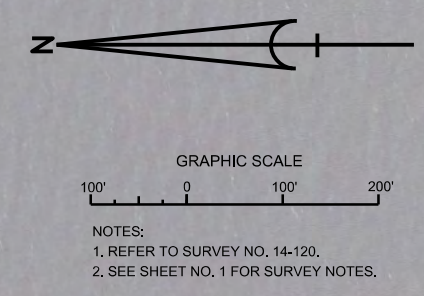 N
GRAPHIC SCALE
100' 0 100' 200'
NOTES:
1. REFER TO SURVEY NO. 14-120.
2. SEE SHEET NO. 1 FOR SURVEY NOTES.